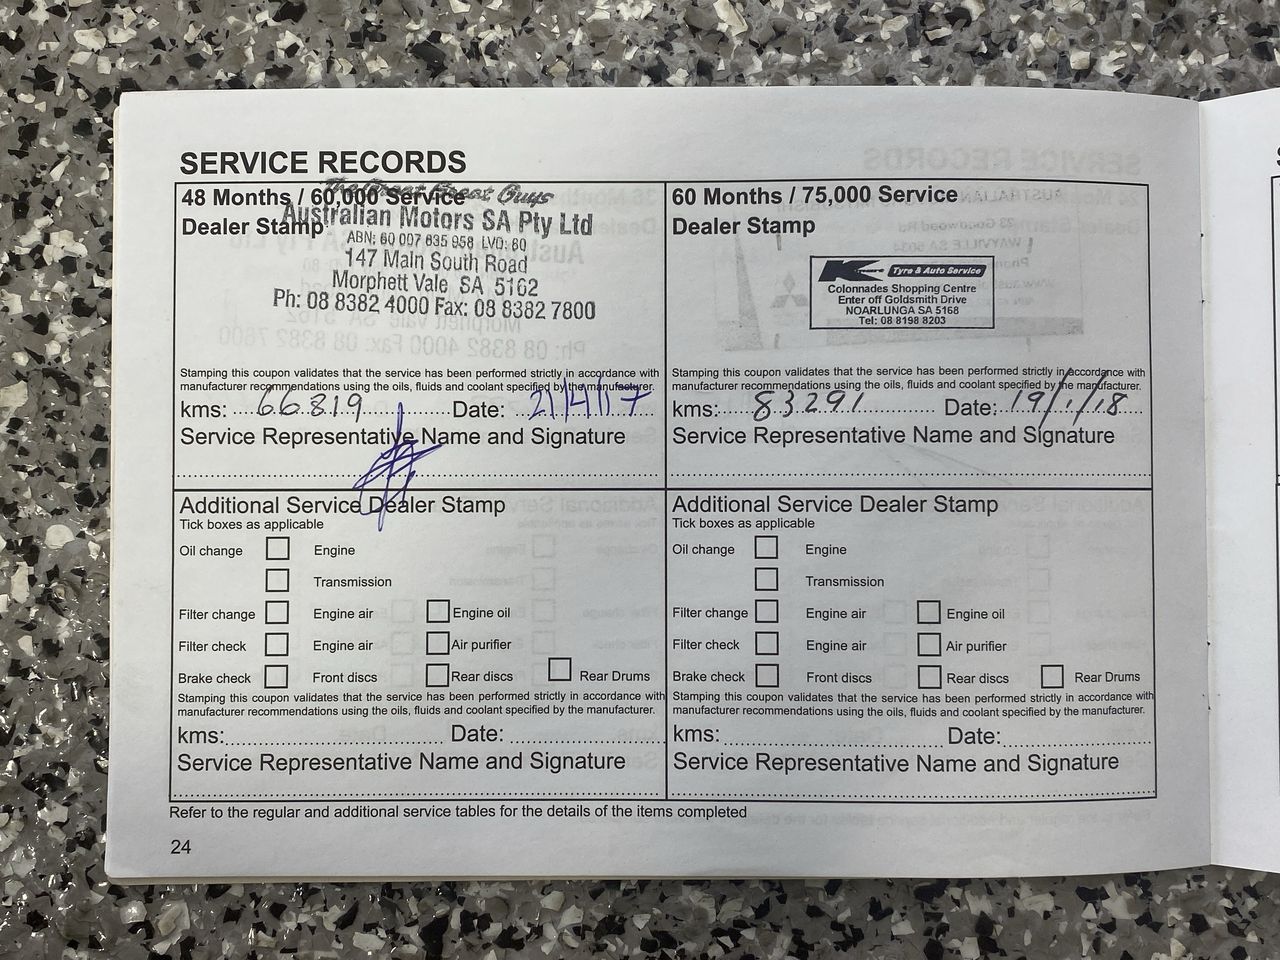 SERVICE RECORDS
48 Months / 60,000 Service
Dealer Stamp
The Great Great Guys
Australian Motors SA Pty Ltd
ABN: 60 007 635 958 LVD: 60
147 Main South Road
Morphett Vale SA 5162
Ph: 08 8382 4000 Fax: 08 8382 7800
Stamping this coupon validates that the service has been performed strictly in accordance with
manufacturer recommendations using the oils, fluids and coolant specified by the manufacturer.
kms: 66819 Date: 21/4/17
Service Representative Name and Signature
60 Months / 75,000 Service
Dealer Stamp
Kmart Tyre & Auto Service
Colonnades Shopping Centre
Enter off Goldsmith Drive
NOARLUNGA SA 5168
Tel: 08 8198 8203
Stamping this coupon validates that the service has been performed strictly in accordance with
manufacturer recommendations using the oils, fluids and coolant specified by the manufacturer.
kms: 83291 Date: 19/1/18
Service Representative Name and Signature
Additional Service Dealer Stamp
Tick boxes as applicable
Oil change Engine
Transmission
Filter change Engine air Engine oil
Filter check Engine air Air purifier
Brake check Front discs Rear discs Rear Drums
Stamping this coupon validates that the service has been performed strictly in accordance with
manufacturer recommendations using the oils, fluids and coolant specified by the manufacturer.
kms: Date:
Service Representative Name and Signature
Additional Service Dealer Stamp
Tick boxes as applicable
Oil change Engine
Transmission
Filter change Engine air Engine oil
Filter check Engine air Air purifier
Brake check Front discs Rear discs Rear Drums
Stamping this coupon validates that the service has been performed strictly in accordance with
manufacturer recommendations using the oils, fluids and coolant specified by the manufacturer.
kms: Date:
Service Representative Name and Signature
Refer to the regular and additional service tables for the details of the items completed
24